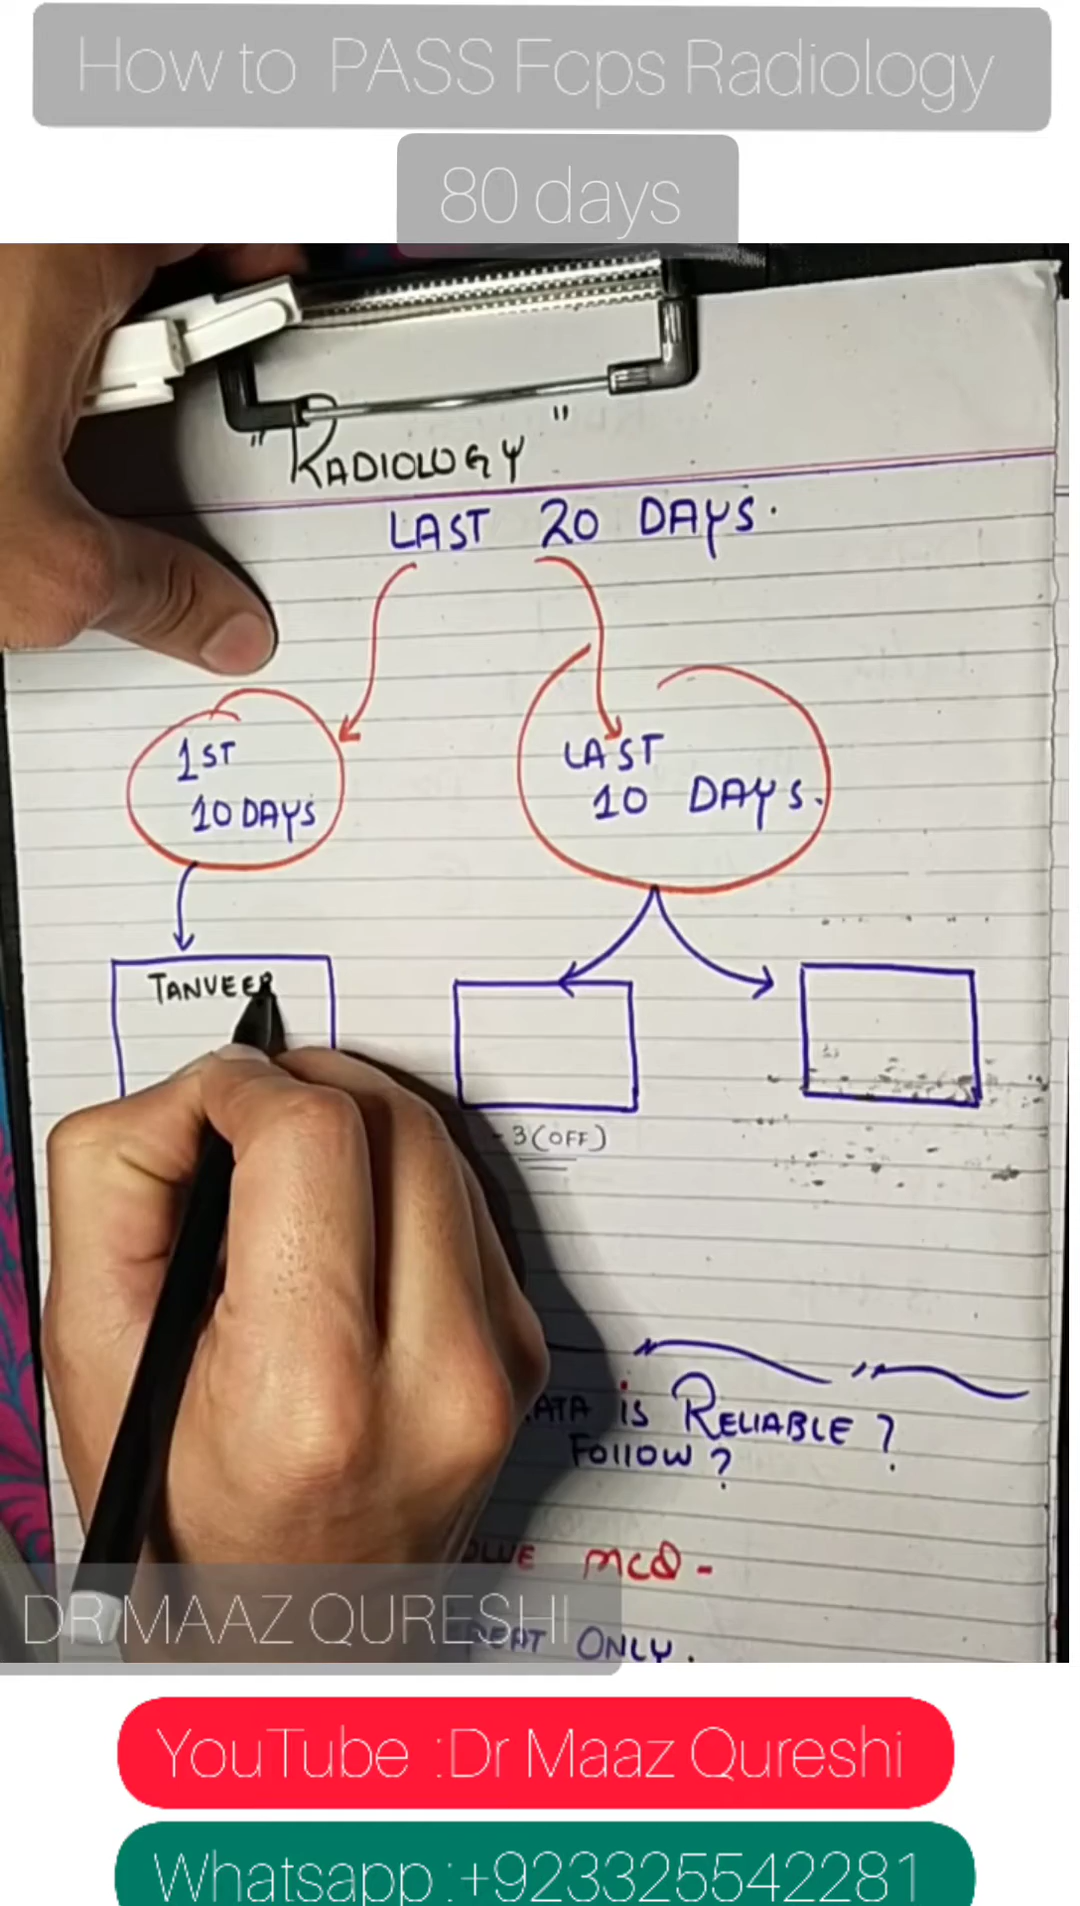 How to PASS Fcps Radiology
80 days
"RADIOLOGY"
LAST 20 DAYS.
1ST
10 DAYS
LAST
10 DAYS.
TANVEER
3 (OFF)
is RELIABLE ?
FOLLOW ?
MCQ -
ONLY.
DR MAAZ QURESHI
YouTube :Dr Maaz Qureshi
Whatsapp :+923325542281